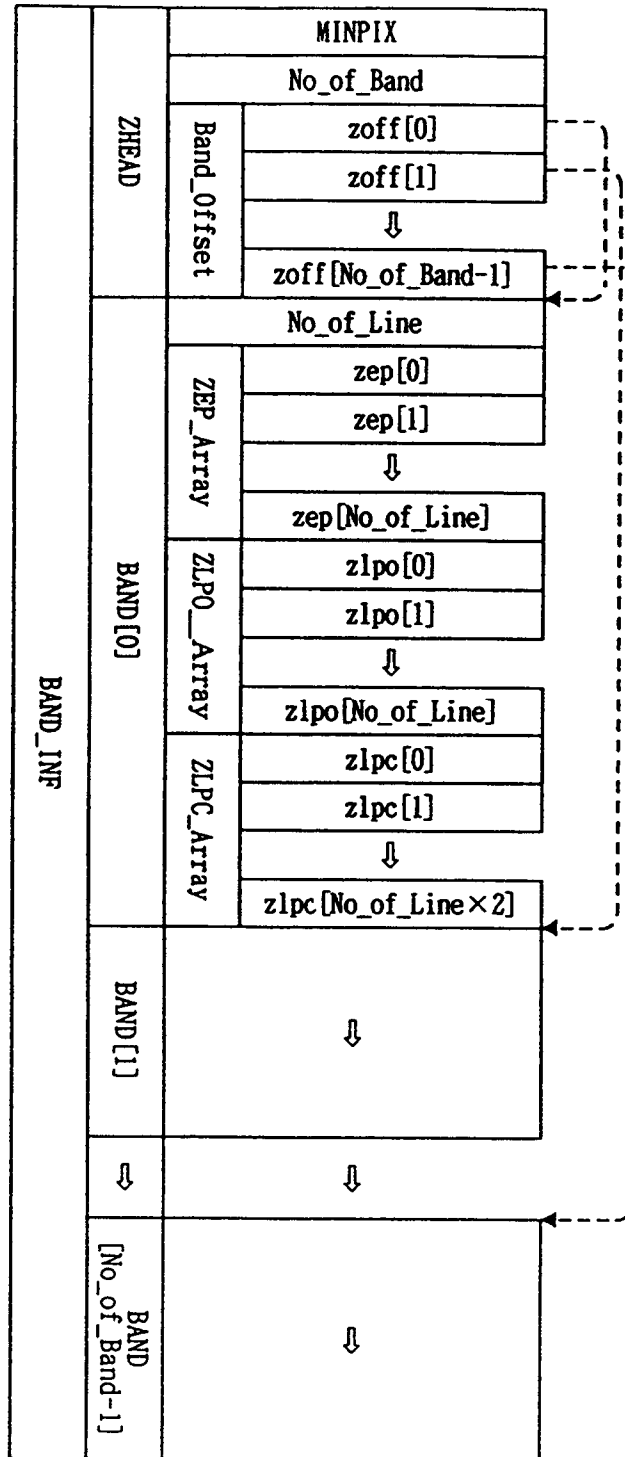 BAND_INF
ZHEAD
MINPIX
No_of_Band
Band_Offset
zoff[0]
zoff[1]
⇩
zoff[No_of_Band-1]
BAND[0]
No_of_Line
ZEP_Array
zep[0]
zep[1]
⇩
zep[No_of_Line]
ZLPO__Array
zlpo[0]
zlpo[1]
⇩
zlpo[No_of_Line]
ZLPC_Array
zlpc[0]
zlpc[1]
⇩
zlpc[No_of_Line×2]
BAND[1]
⇩
⇩
⇩
BAND
[No_of_Band-1]
⇩